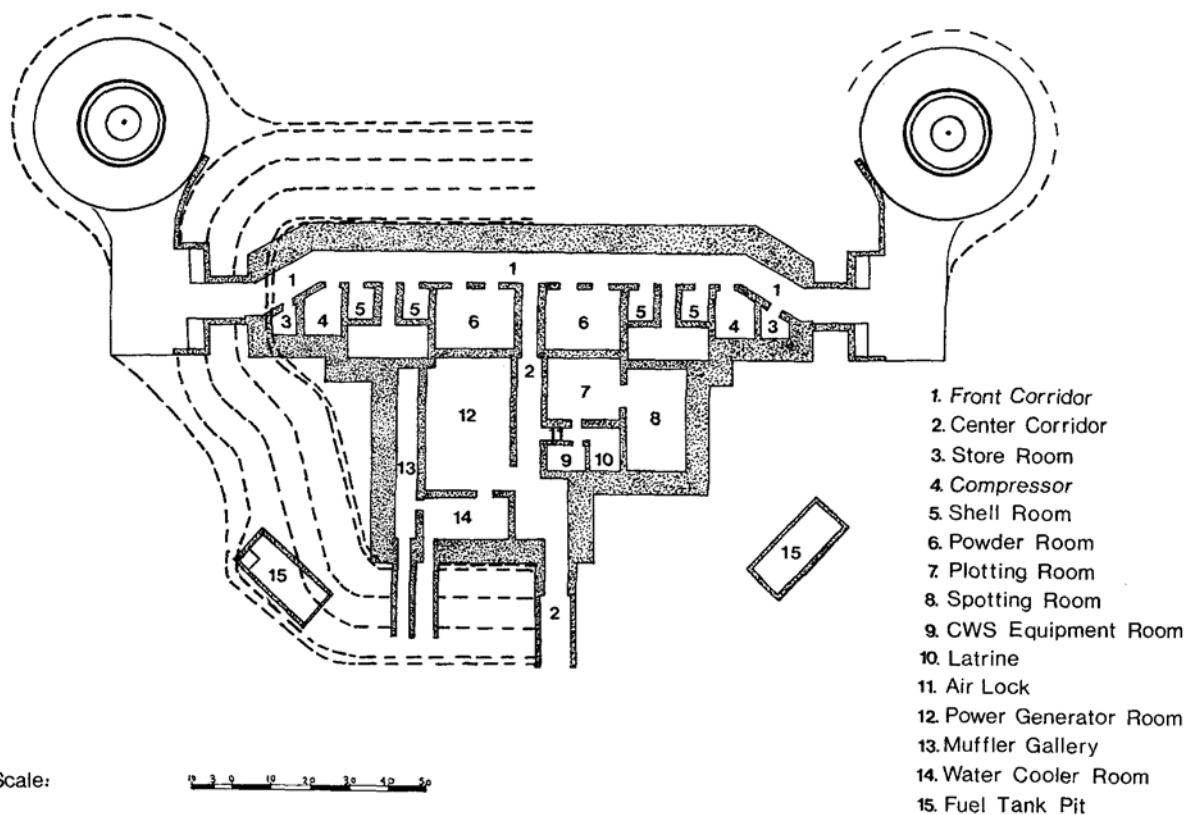 1
1
1
3
4
5
5
6
6
5
5
4
3
2
7
12
8
11
9
10
13
14
15
15
2
1. Front Corridor
2. Center Corridor
3. Store Room
4. Compressor
5. Shell Room
6. Powder Room
7. Plotting Room
8. Spotting Room
9. CWS Equipment Room
10. Latrine
11. Air Lock
12. Power Generator Room
13. Muffler Gallery
14. Water Cooler Room
15. Fuel Tank Pit
Scale:
10 20 30 40 50